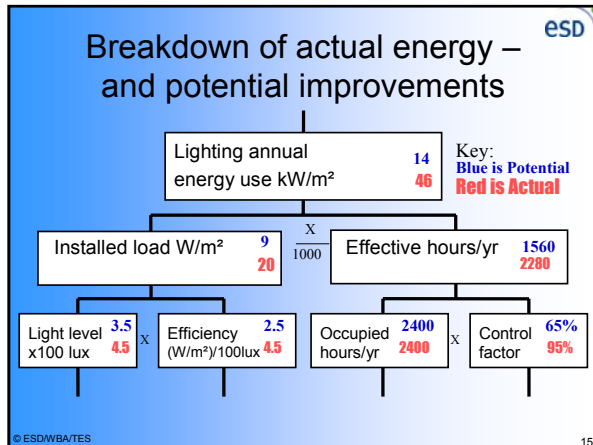 esD
Breakdown of actual energy –
and potential improvements
Lighting annual
energy use kW/m²
14
46
Key:
Blue is Potential
Red is Actual
Installed load W/m²
9
20
X
1000
Effective hours/yr
1560
2280
Light level
x100 lux
3.5
4.5
X
Efficiency
(W/m²)/100lux
2.5
4.5
Occupied
hours/yr
2400
2400
X
Control
factor
65%
95%
© ESD/WBA/TES
15